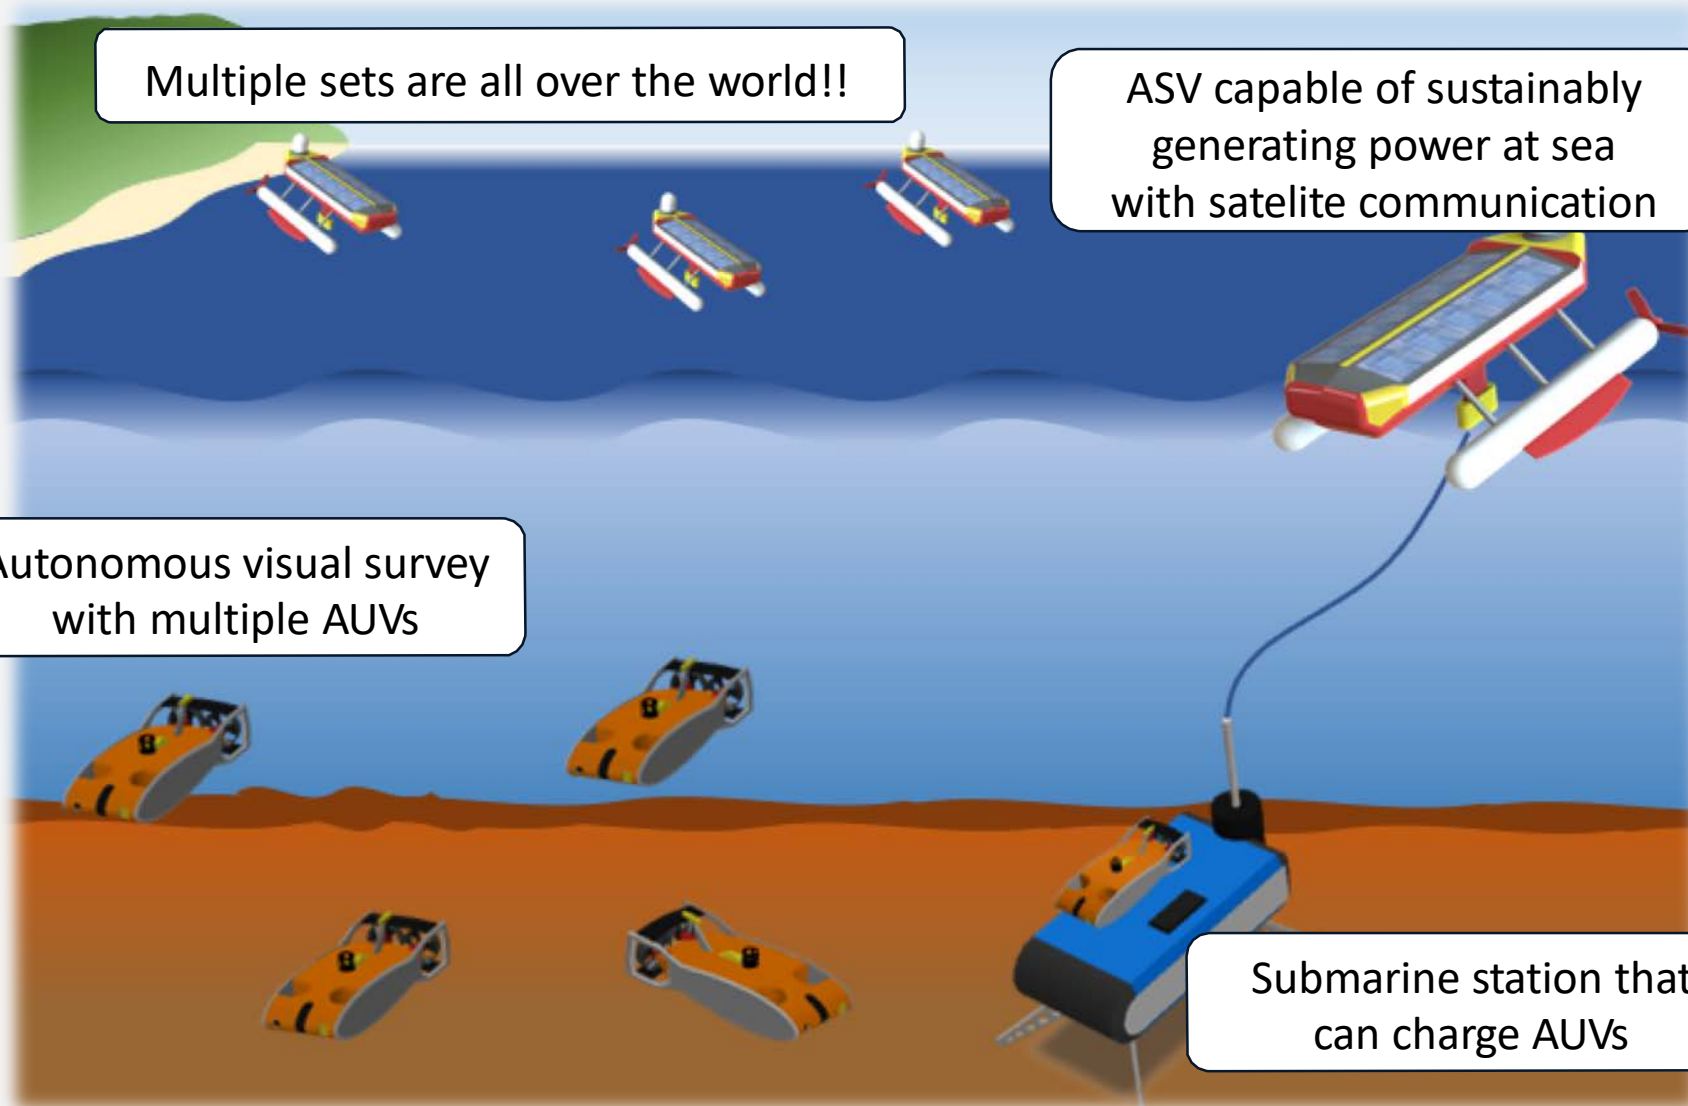 Multiple sets are all over the world!!
ASV capable of sustainably
generating power at sea
with satelite communication
Autonomous visual survey
with multiple AUVs
Submarine station that
can charge AUVs